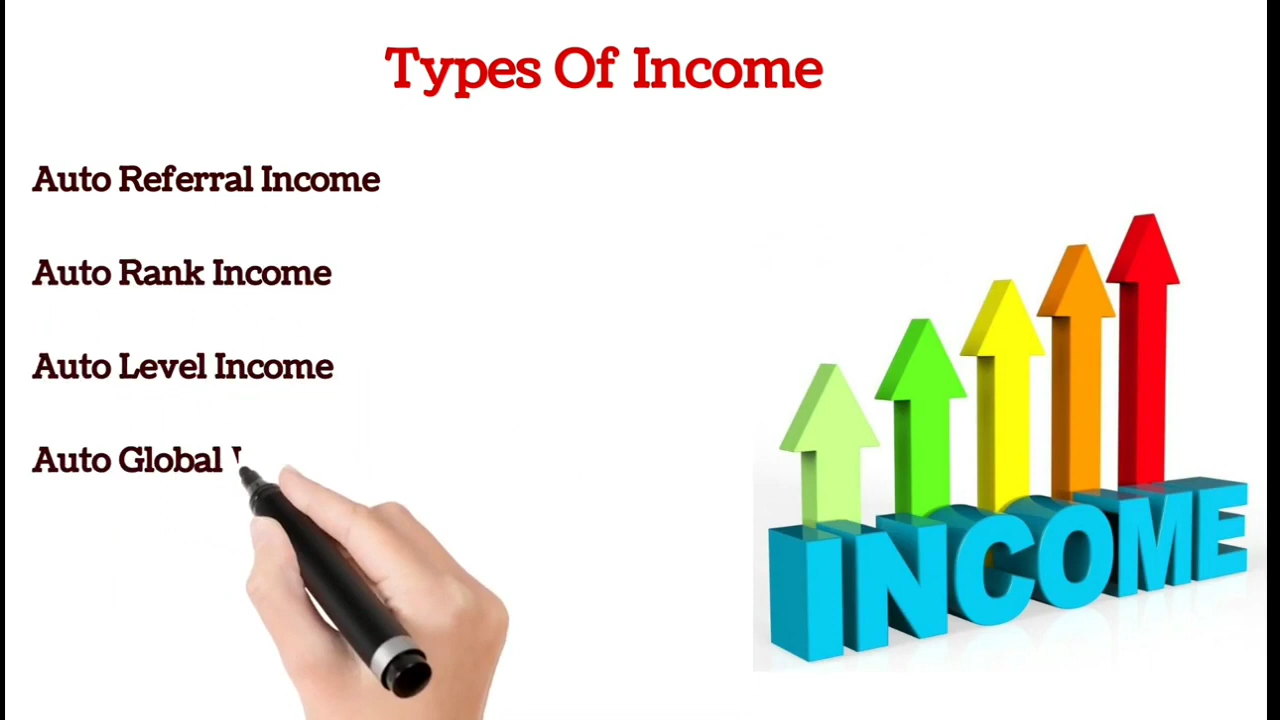 Types Of Income
Auto Referral Income
Auto Rank Income
Auto Level Income
Auto Global
INCOME